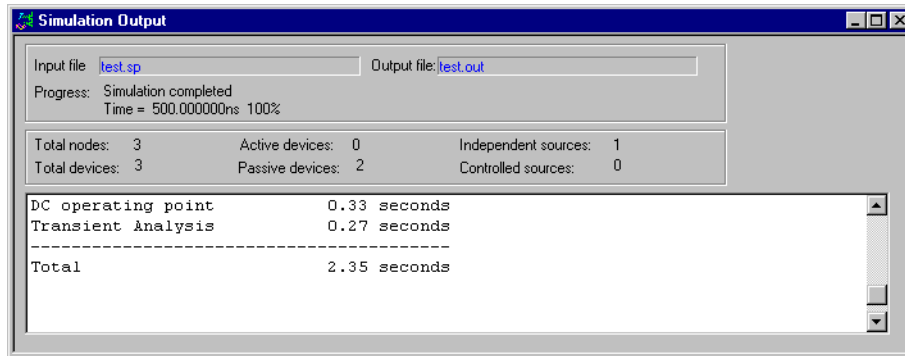 Simulation Output
Input file test.sp Output file: test.out
Progress: Simulation completed
Time = 500.000000ns 100%
Total nodes: 3 Active devices: 0 Independent sources: 1
Total devices: 3 Passive devices: 2 Controlled sources: 0
DC operating point 0.33 seconds
Transient Analysis 0.27 seconds
-----------------------------------------
Total 2.35 seconds